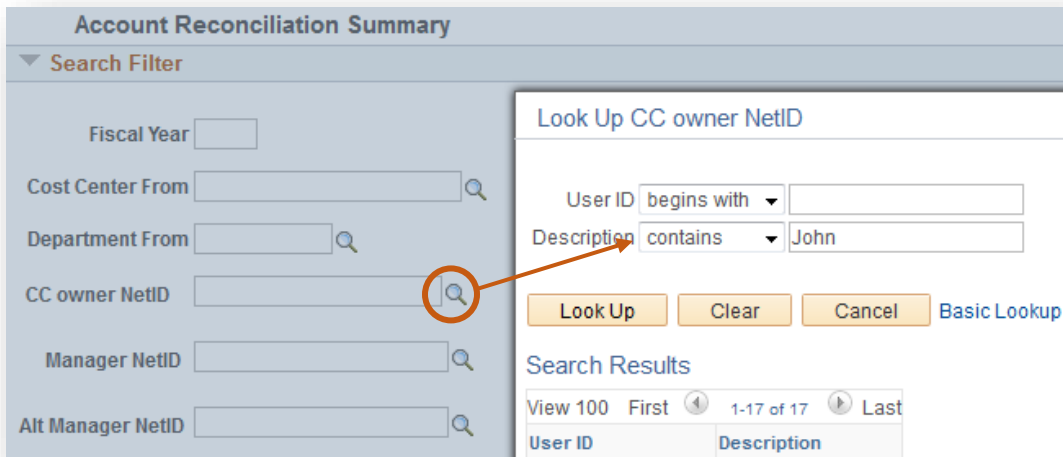 Account Reconciliation Summary
Search Filter
Fiscal Year
Cost Center From
Department From
CC owner NetID
Manager NetID
Alt Manager NetID
Look Up CC owner NetID
User ID begins with
Description contains John
Look Up Clear Cancel Basic Lookup
Search Results
View 100 First 1-17 of 17 Last
User ID Description